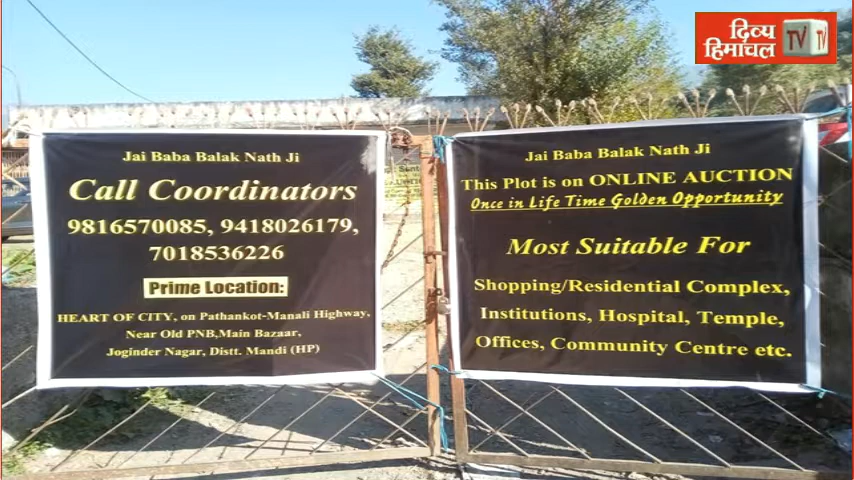 दिव्य
हिमाचल
TV TV
Jai Baba Balak Nath Ji
Call Coordinators
9816570085, 9418026179,
7018536226
Prime Location:
HEART OF CITY, on Pathankot-Manali Highway,
Near Old PNB,Main Bazaar,
Joginder Nagar, Distt. Mandi (HP)
Jai Baba Balak Nath Ji
This Plot is on ONLINE AUCTION
Once in Life Time Golden Opportunity
Most Suitable For
Shopping/Residential Complex,
Institutions, Hospital, Temple,
Offices, Community Centre etc.